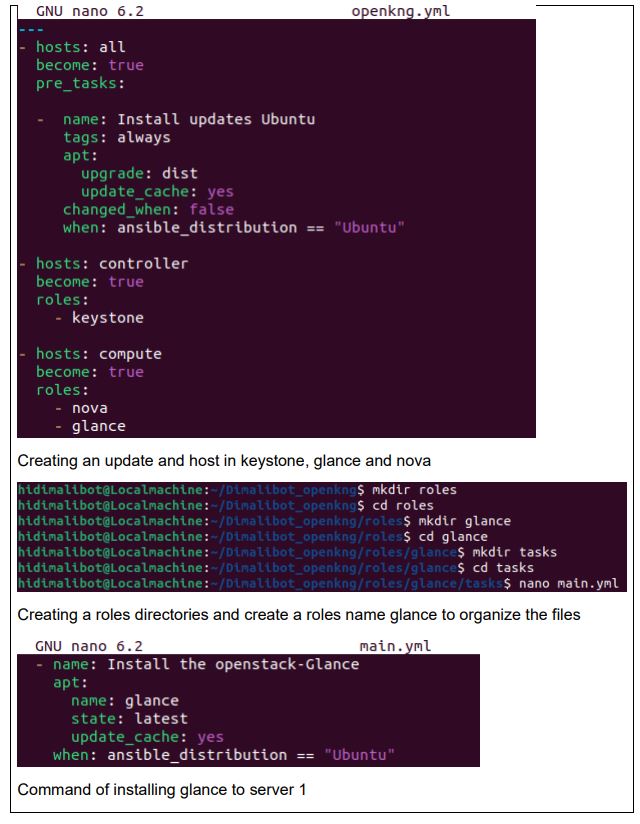 GNU nano 6.2 openkng.yml
---
- hosts: all
become: true
pre_tasks:
- name: Install updates Ubuntu
tags: always
apt:
upgrade: dist
update_cache: yes
changed_when: false
when: ansible_distribution == "Ubuntu"
- hosts: controller
become: true
roles:
- keystone
- hosts: compute
become: true
roles:
- nova
- glance
Creating an update and host in keystone, glance and nova
hidimalibot@Localmachine:~/Dimalibot_openkng$ mkdir roles
hidimalibot@Localmachine:~/Dimalibot_openkng$ cd roles
hidimalibot@Localmachine:~/Dimalibot_openkng/roles$ mkdir glance
hidimalibot@Localmachine:~/Dimalibot_openkng/roles$ cd glance
hidimalibot@Localmachine:~/Dimalibot_openkng/roles/glance$ mkdir tasks
hidimalibot@Localmachine:~/Dimalibot_openkng/roles/glance$ cd tasks
hidimalibot@Localmachine:~/Dimalibot_openkng/roles/glance/tasks$ nano main.yml
Creating a roles directories and create a roles name glance to organize the files
GNU nano 6.2 main.yml
- name: Install the openstack-Glance
apt:
name: glance
state: latest
update_cache: yes
when: ansible_distribution == "Ubuntu"
Command of installing glance to server 1